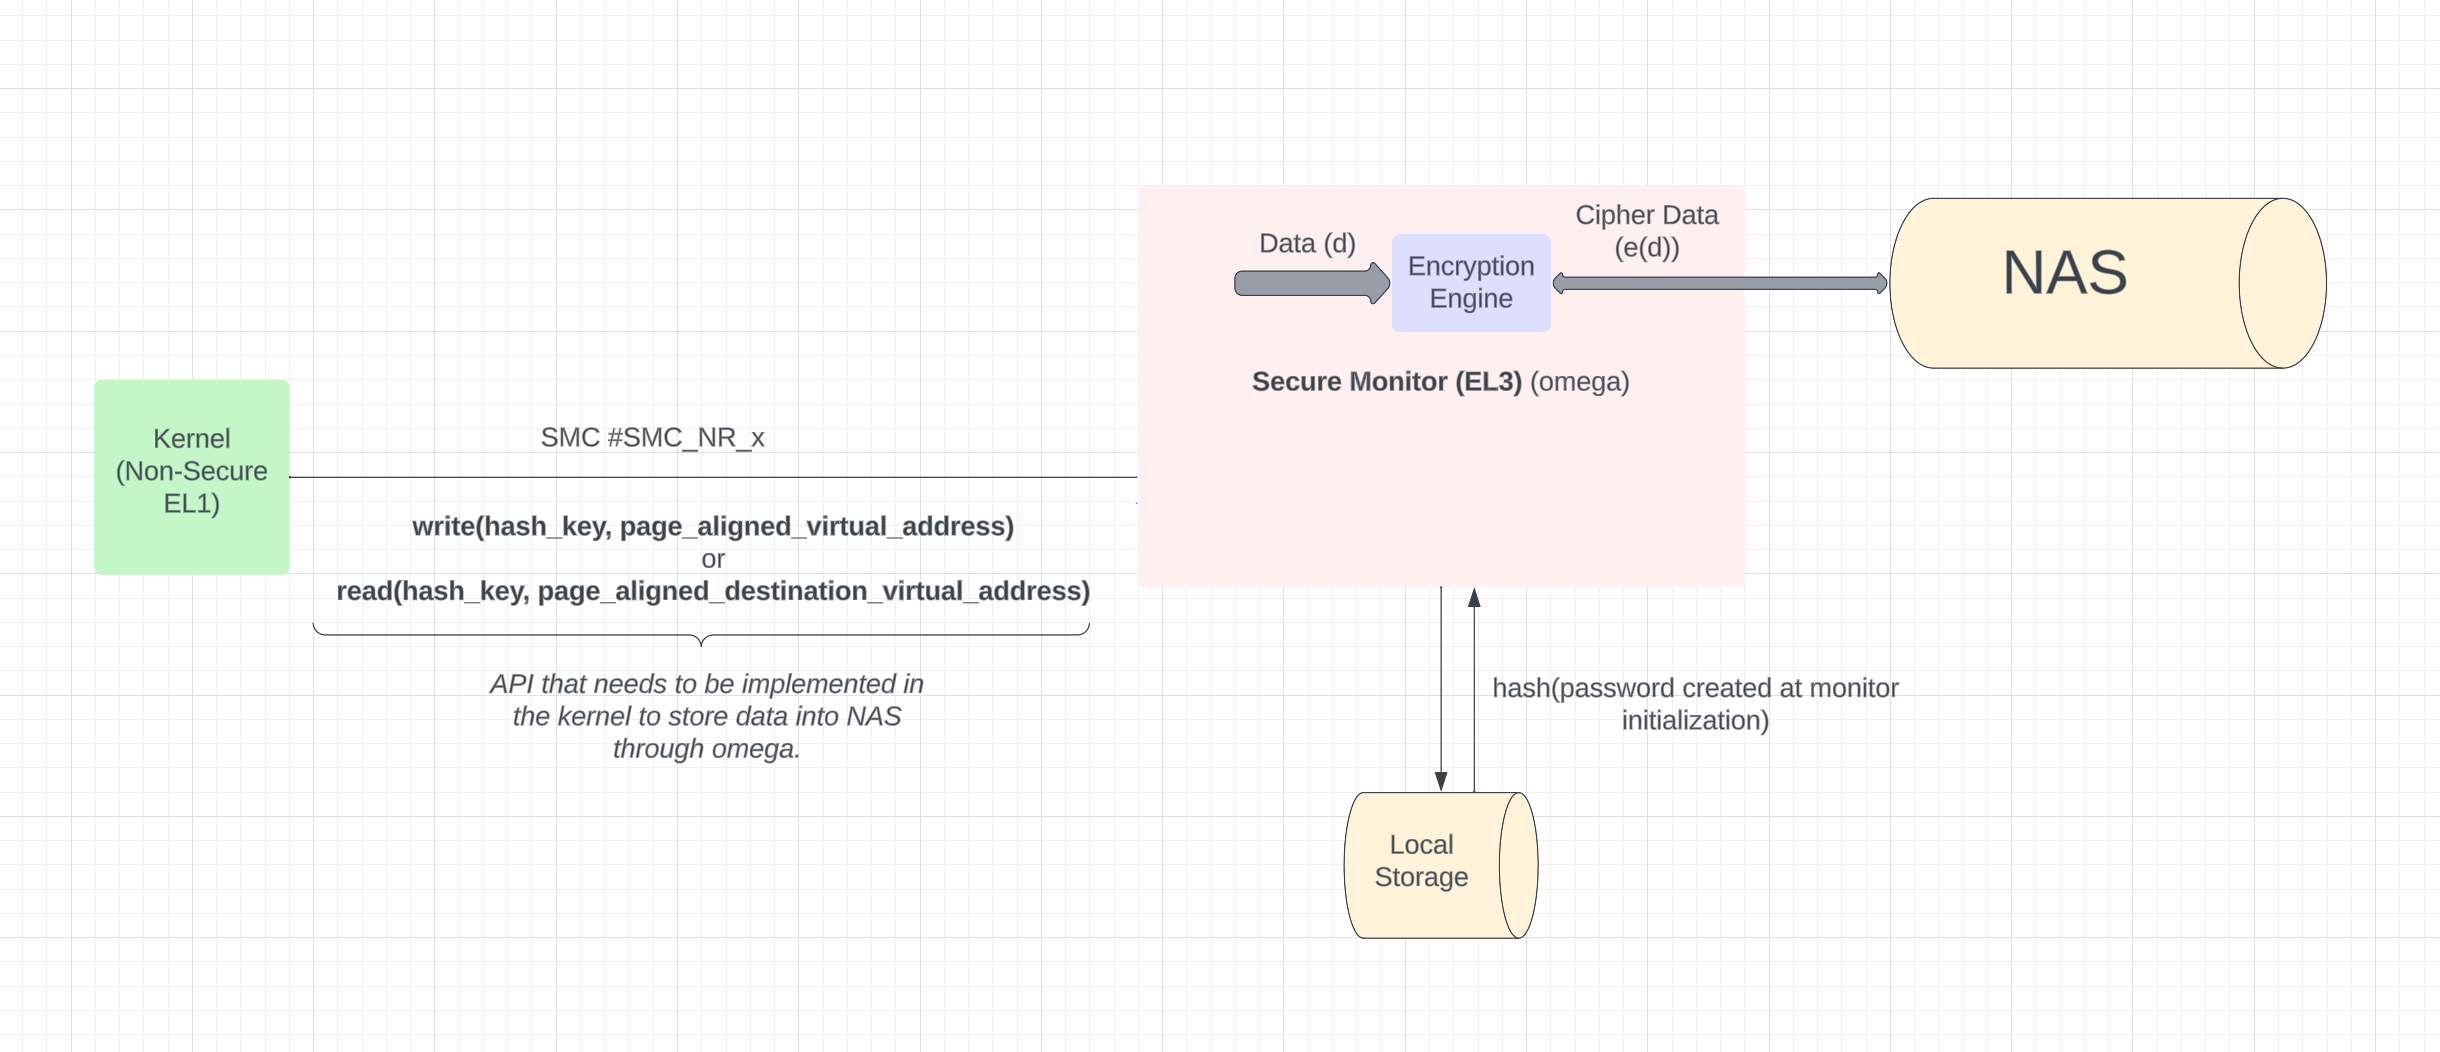 Data (d)
Encryption
Engine
Cipher Data
(e(d))
NAS
Secure Monitor (EL3) (omega)
Kernel
(Non-Secure
EL1)
SMC #SMC_NR_x
write(hash_key, page_aligned_virtual_address)
or
read(hash_key, page_aligned_destination_virtual_address)
API that needs to be implemented in
the kernel to store data into NAS
through omega.
hash(password created at monitor
initialization)
Local
Storage